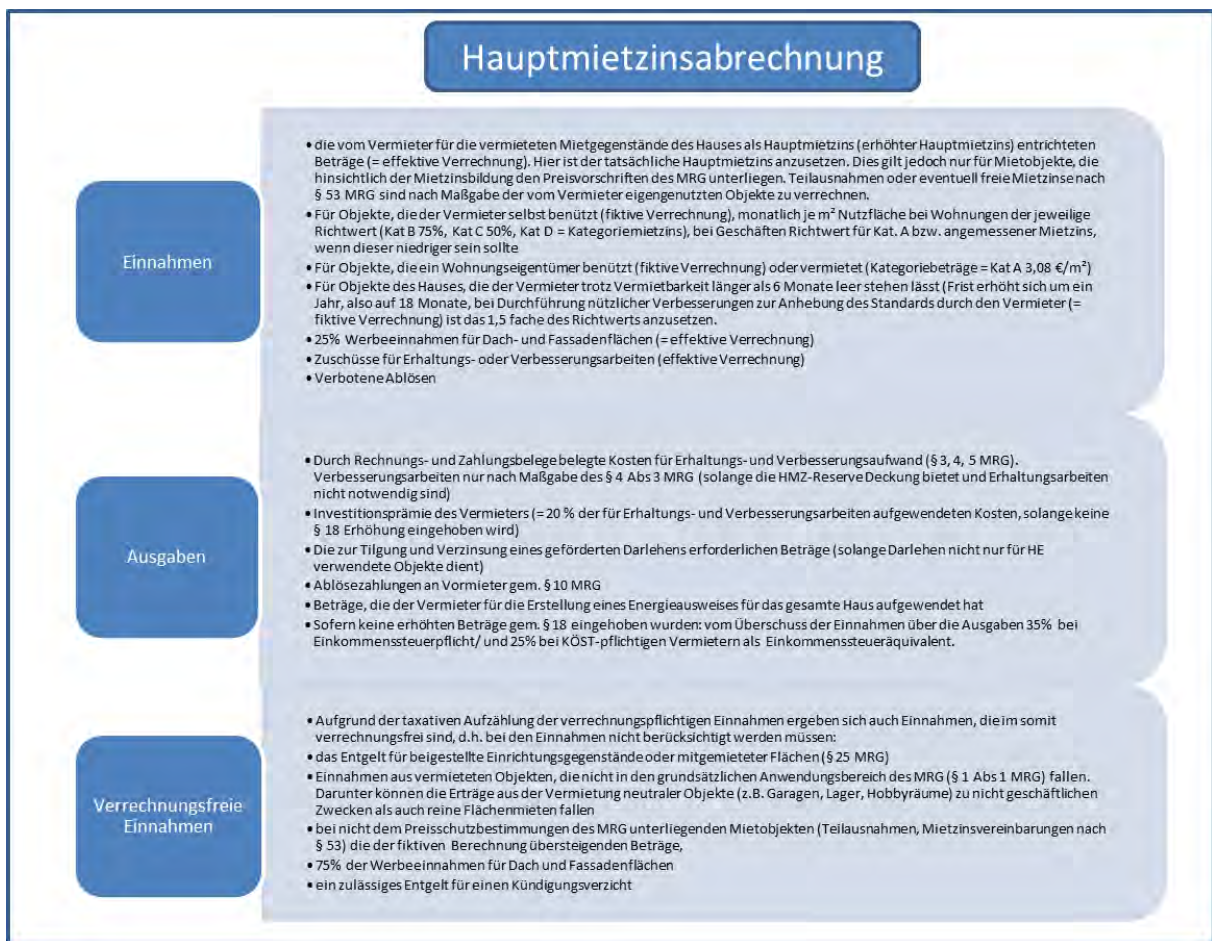 Hauptmietzinsabrechnung
Einnahmen
• die vom Vermieter für die vermieteten Mietgegenstände des Hauses als Hauptmietzins (erhöhter Hauptmietzins) entrichteten
Beträge (= effektive Verrechnung). Hier ist der tatsächliche Hauptmietzins anzusetzen. Dies gilt jedoch nur für Mietobjekte, die
hinsichtlich der Mietzinsbildung den Preisvorschriften des MRG unterliegen. Teilausnahmen oder eventuell freie Mietzinse nach
§ 53 MRG sind nach Maßgabe der vom Vermieter eigengenutzten Objekte zu verrechnen.
• Für Objekte, die der Vermieter selbst benützt (fiktive Verrechnung), monatlich je m² Nutzfläche bei Wohnungen der jeweilige
Richtwert (Kat B 75%, Kat C 50%, Kat D = Kategoriemietzins), bei Geschäften Richtwert für Kat. A bzw. angemessener Mietzins,
wenn dieser niedriger sein sollte
• Für Objekte, die ein Wohnungseigentümer benützt (fiktive Verrechnung) oder vermietet (Kategoriebeträge = Kat A 3,08 €/m²)
• Für Objekte des Hauses, die der Vermieter trotz Vermietbarkeit länger als 6 Monate leer stehen lässt (Frist erhöht sich um ein
Jahr, also auf 18 Monate, bei Durchführung nützlicher Verbesserungen zur Anhebung des Standards durch den Vermieter (=
fiktive Verrechnung) ist das 1,5 fache des Richtwerts anzusetzen.
• 25% Werbeeinnahmen für Dach- und Fassadenflächen (= effektive Verrechnung)
• Zuschüsse für Erhaltungs- oder Verbesserungsarbeiten (effektive Verrechnung)
• Verbotene Ablösen
Ausgaben
• Durch Rechnungs- und Zahlungsbelege belegte Kosten für Erhaltungs- und Verbesserungsaufwand (§ 3, 4, 5 MRG).
Verbesserungsarbeiten nur nach Maßgabe des § 4 Abs 3 MRG (solange die HMZ-Reserve Deckung bietet und Erhaltungsarbeiten
nicht notwendig sind)
• Investitionsprämie des Vermieters (= 20 % der für Erhaltungs- und Verbesserungsarbeiten aufgewendeten Kosten, solange keine
§ 18 Erhöhung eingehoben wird)
• Die zur Tilgung und Verzinsung eines geförderten Darlehens erforderlichen Beträge (solange Darlehen nicht nur für HE
verwendete Objekte dient)
• Ablösezahlungen an Vormieter gem. § 10 MRG
• Beträge, die der Vermieter für die Erstellung eines Energieausweises für das gesamte Haus aufgewendet hat
• Sofern keine erhöhten Beträge gem. § 18 eingehoben wurden: vom Überschuss der Einnahmen über die Ausgaben 35% bei
Einkommenssteuerpflicht/ und 25% bei KÖST-pflichtigen Vermietern als Einkommenssteueräquivalent.
Verrechnungsfreie
Einnahmen
• Aufgrund der taxativen Aufzählung der verrechnungspflichtigen Einnahmen ergeben sich auch Einnahmen, die im somit
verrechnungsfrei sind, d.h. bei den Einnahmen nicht berücksichtigt werden müssen:
• das Entgelt für beigestellte Einrichtungsgegenstände oder mitgemieteter Flächen (§ 25 MRG)
• Einnahmen aus vermieteten Objekten, die nicht in den grundsätzlichen Anwendungsbereich des MRG (§ 1 Abs 1 MRG) fallen.
Darunter können die Erträge aus der Vermietung neutraler Objekte (z.B. Garagen, Lager, Hobbyräume) zu nicht geschäftlichen
Zwecken als auch reine Flächenmieten fallen
• bei nicht dem Preisschutzbestimmungen des MRG unterliegenden Mietobjekten (Teilausnahmen, Mietzinsvereinbarungen nach
§ 53) die der fiktiven Berechnung übersteigenden Beträge,
• 75% der Werbeeinnahmen für Dach und Fassadenflächen
• ein zulässiges Entgelt für einen Kündigungsverzicht